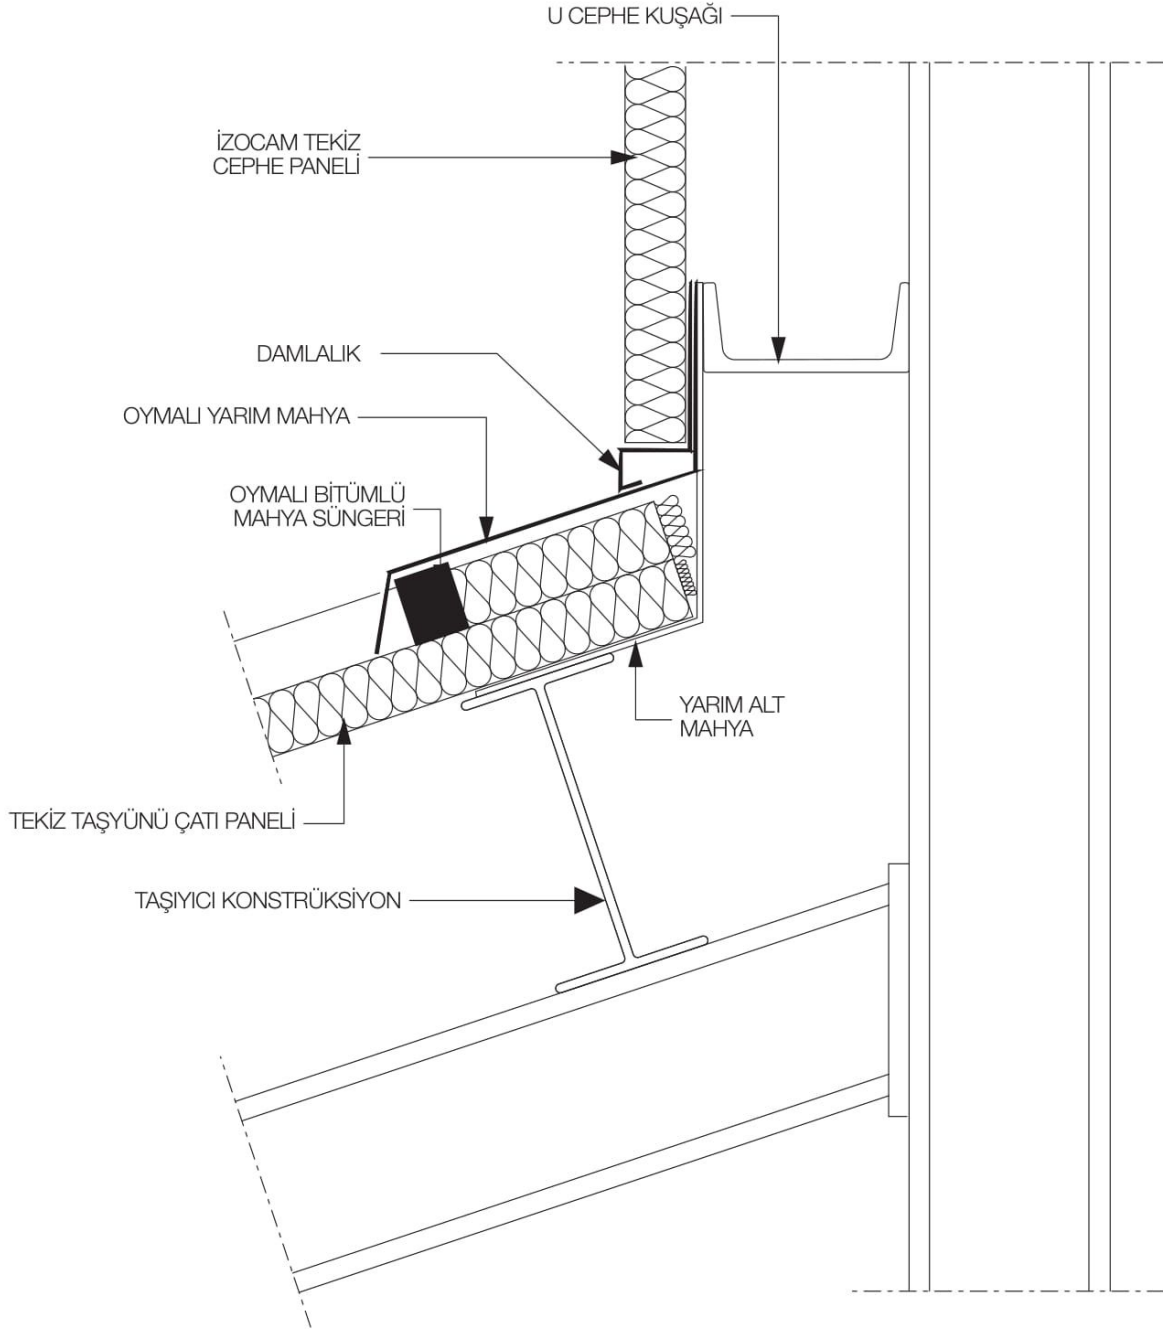 U CEPHE KUŞAĞI
İZOCAM TEKİZ
CEPHE PANELİ
DAMLALIK
OYMALI YARIM MAHYA
OYMALI BİTÜMLÜ
MAHYA SÜNGERİ
YARIM ALT
MAHYA
TEKİZ TAŞYÜNÜ ÇATI PANELİ
TAŞIYICI KONSTRÜKSİYON